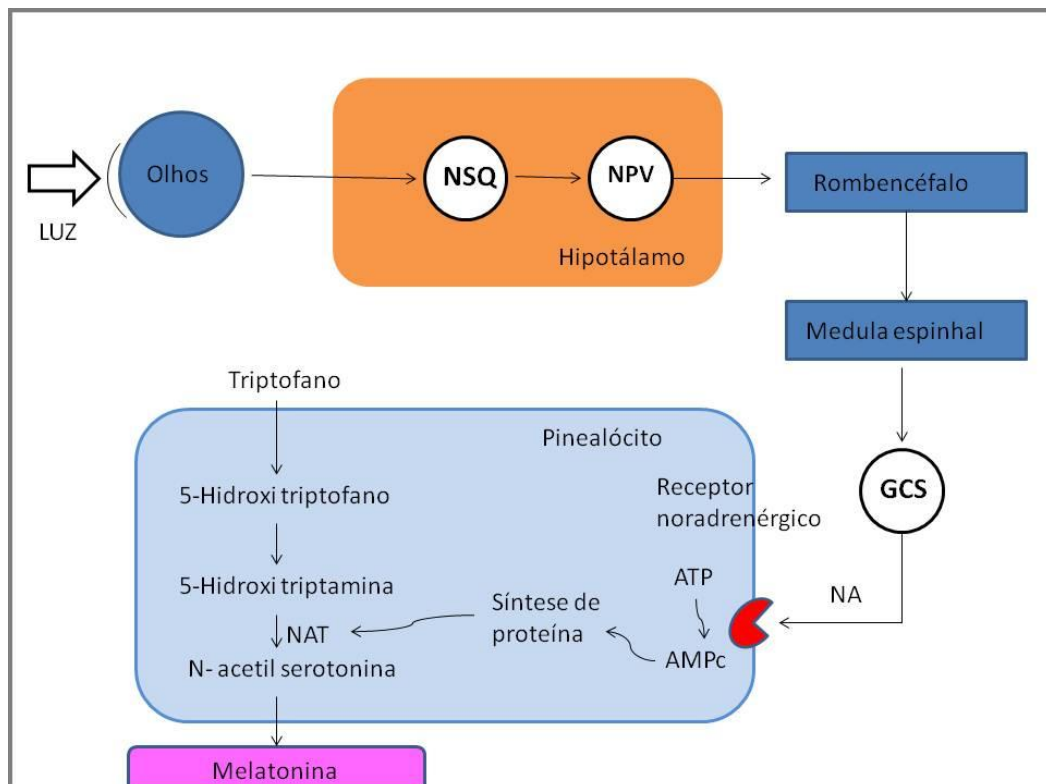 LUZ
Olhos
NSQ
NPV
Hipotálamo
Rombencéfalo
Medula espinhal
GCS
NA
Triptofano
Pinealócito
Receptor
noradrenérgico
5-Hidroxi triptofano
5-Hidroxi triptamina
NAT
N- acetil serotonina
Síntese de
proteína
ATP
AMPc
Melatonina